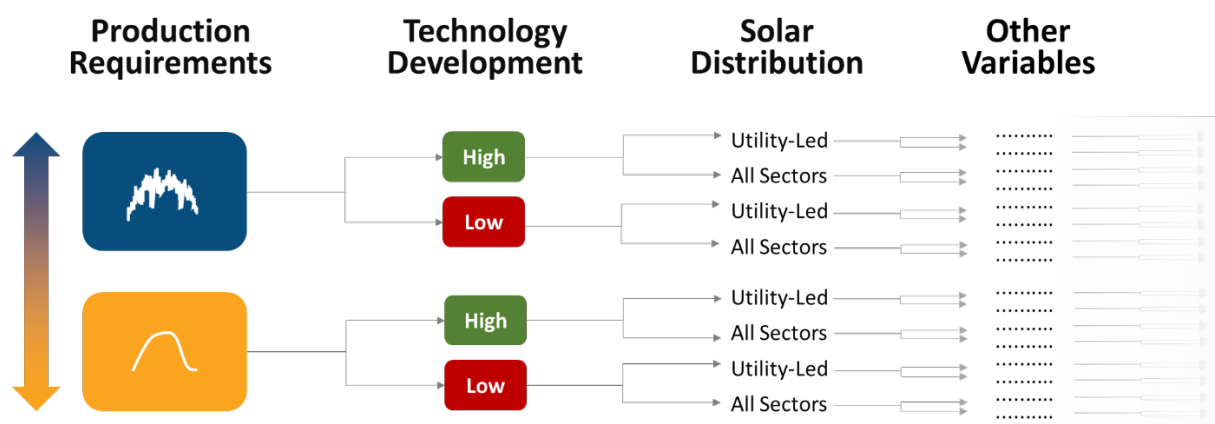 Production
Requirements
Technology
Development
Solar
Distribution
Other
Variables
High
Low
Utility-Led
All Sectors
Utility-Led
All Sectors
High
Low
Utility-Led
All Sectors
Utility-Led
All Sectors